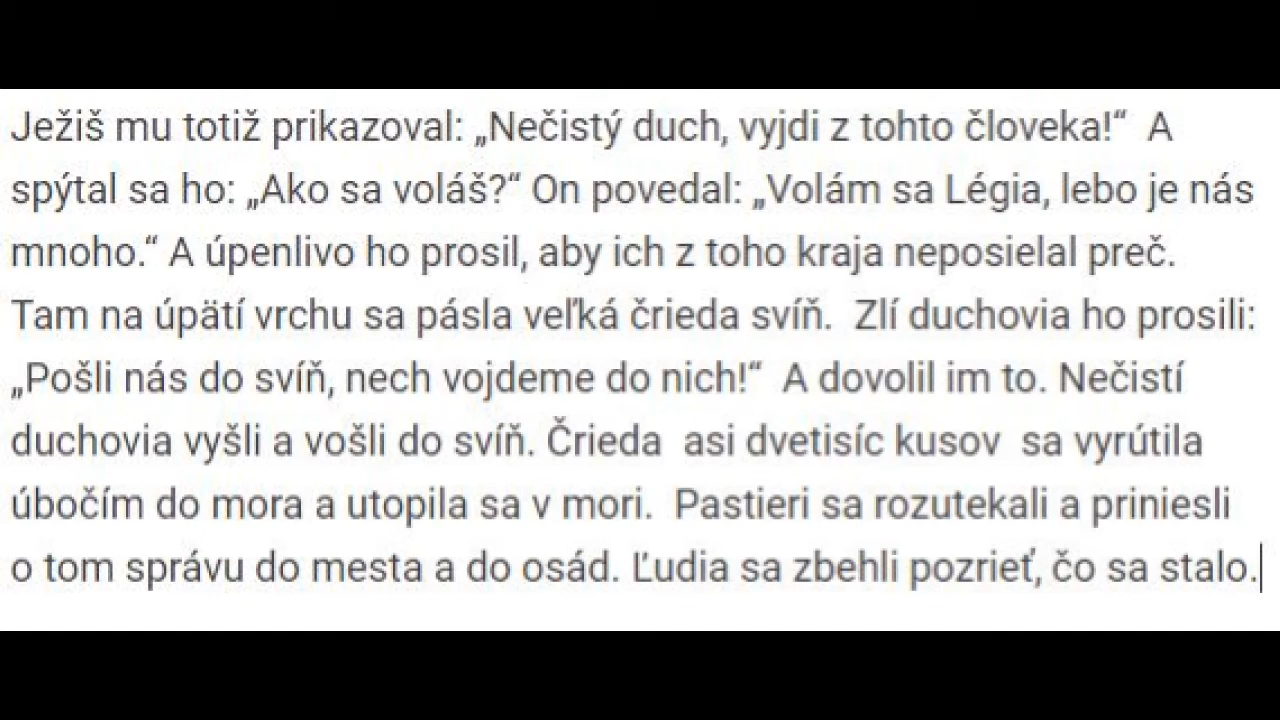 Ježiš mu totiž prikazoval: „Nečistý duch, vyjdi z tohto človeka!“  A
spýtal sa ho: „Ako sa voláš?“ On povedal: „Volám sa Légia, lebo je nás
mnoho.“ A úpenlivo ho prosil, aby ich z toho kraja neposielal preč.
Tam na úpätí vrchu sa pásla veľká črieda svíň.  Zlí duchovia ho prosili:
„Pošli nás do svíň, nech vojdeme do nich!“  A dovolil im to. Nečistí
duchovia vyšli a vošli do svíň. Črieda  asi dvetisíc kusov  sa vyrútila
úbočím do mora a utopila sa v mori.  Pastieri sa rozutekali a priniesli
o tom správu do mesta a do osád. Ľudia sa zbehli pozrieť, čo sa stalo.